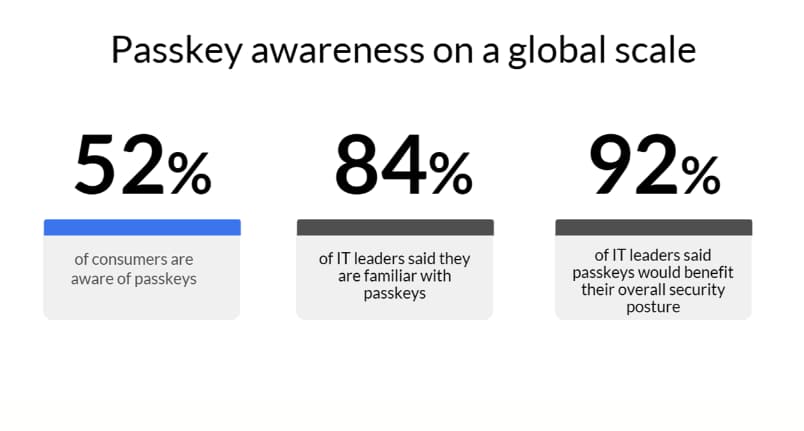 Passkey awareness on a global scale
52%
of consumers are
aware of passkeys
84%
of IT leaders said they
are familiar with
passkeys
92%
of IT leaders said
passkeys would benefit
their overall security
posture